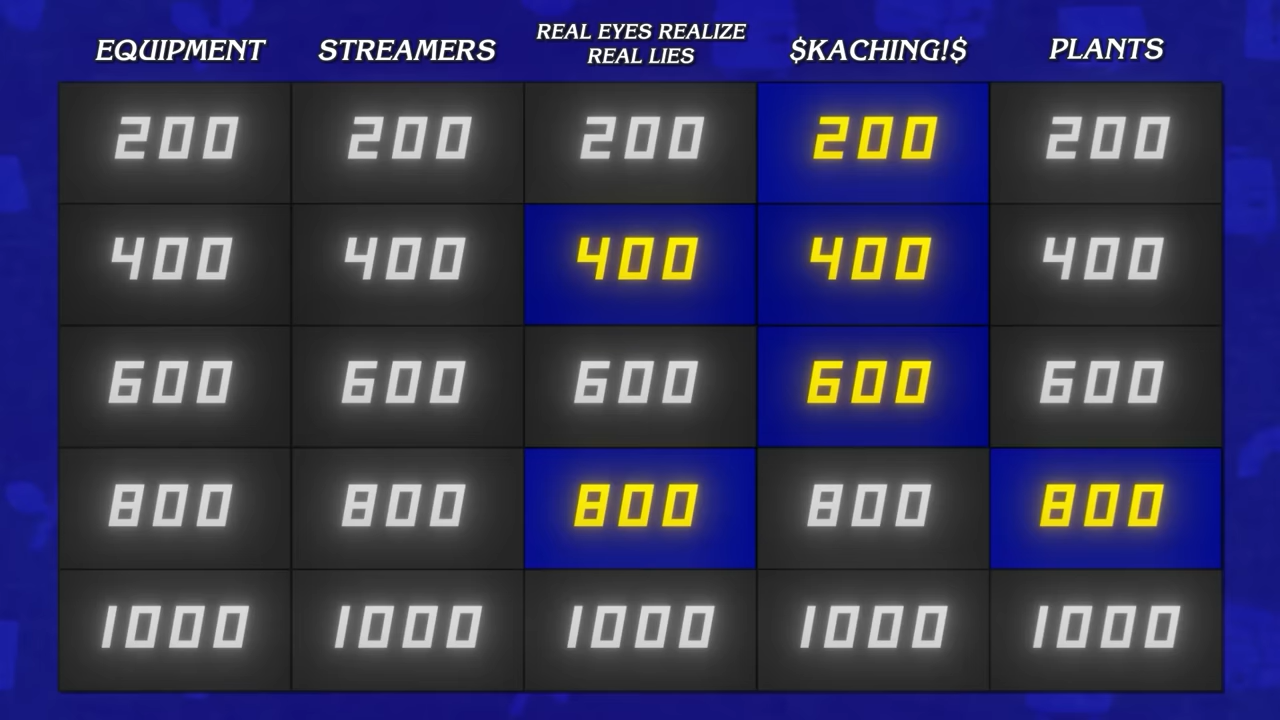 EQUIPMENT STREAMERS REAL EYES REALIZE REAL LIES $KACHING!$ PLANTS
200 200 200 200 200
400 400 400 400 400
600 600 600 600 600
800 800 800 800 800
1000 1000 1000 1000 1000